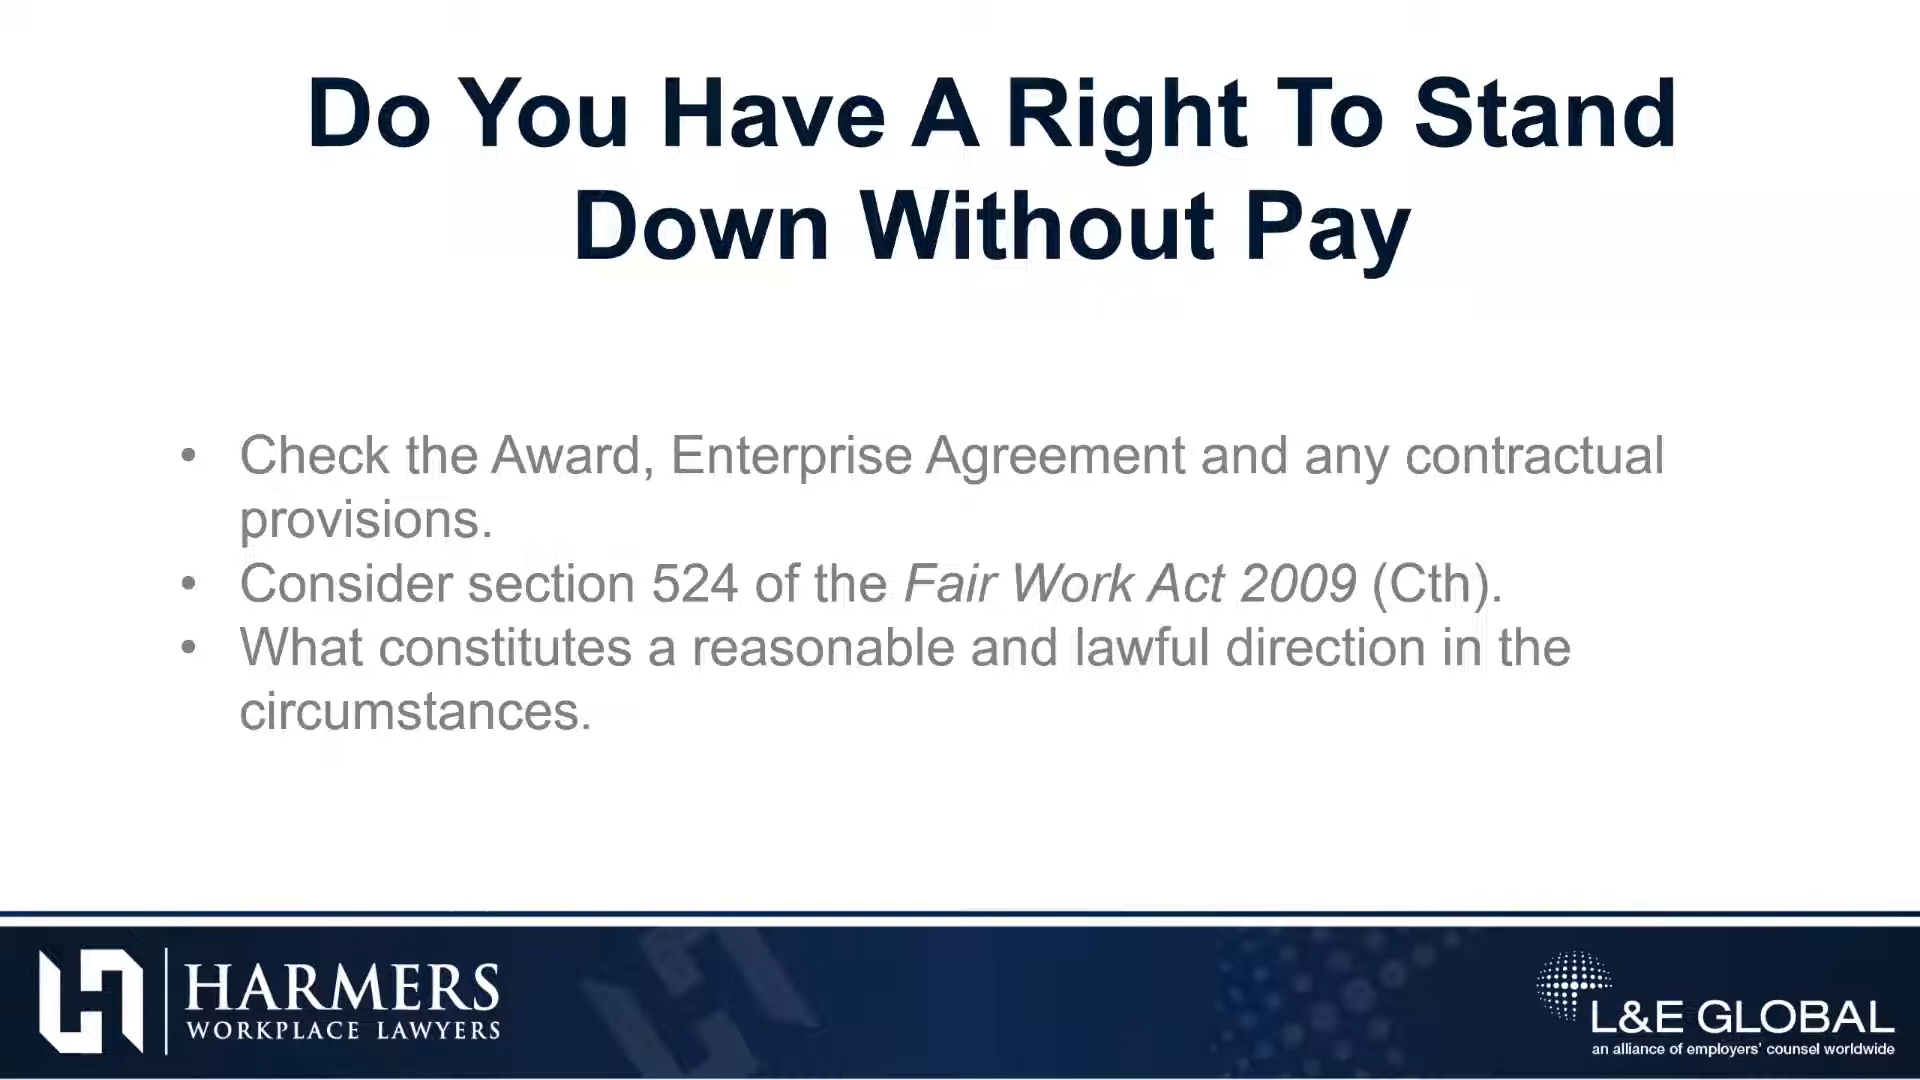 Do You Have A Right To Stand
Down Without Pay
• Check the Award, Enterprise Agreement and any contractual
provisions.
• Consider section 524 of the Fair Work Act 2009 (Cth).
• What constitutes a reasonable and lawful direction in the
circumstances.
HARMERS
WORKPLACE LAWYERS
L&E GLOBAL
an alliance of employers' counsel worldwide